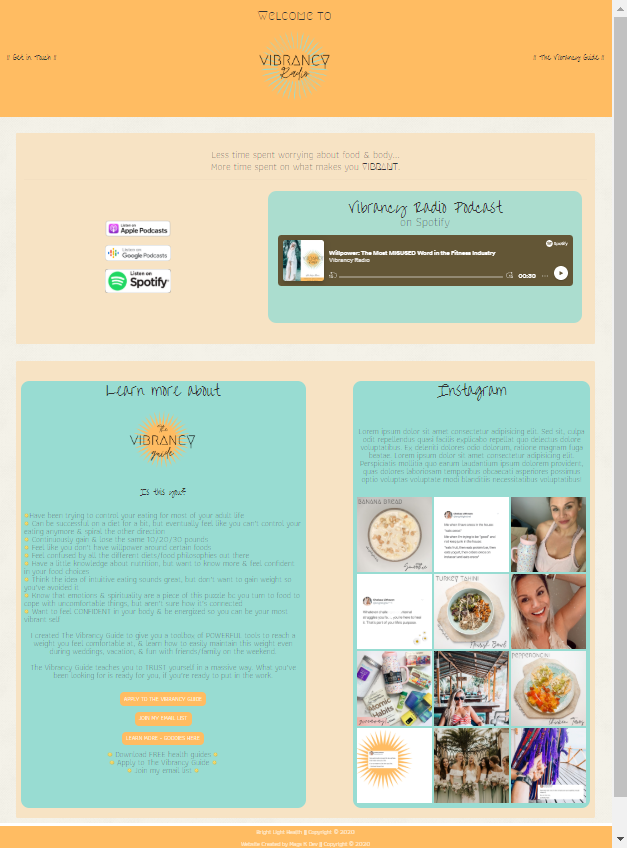 WELCOME TO
VIBRANCY
Radio
|| Get in Touch ||
|| The Vibrancy Guide ||
Less time spent worrying about food & body...
More time spent on what makes you VIBRANT.
Listen on
Apple Podcasts
Listen on
Google Podcasts
Listen on
Spotify
Vibrancy Radio Podcast
on Spotify
Spotify
Willpower: The Most MISUSED Word in the Fitness Industry
Vibrancy Radio
00:30
Learn more about
the
VIBRANCY
guide
Is this you?
Have been trying to control your eating for most of your adult life
Can be successful on a diet for a bit, but eventually feel like you can't control your
eating anymore & spiral the other direction
Continuously gain & lose the same 10/20/30 pounds
Feel like you don't have willpower around certain foods
Feel confused by all the different diets/food philosophies out there
Have a little knowledge about nutrition, but want to know more & feel confident
in your food choices
Think the idea of intuitive eating sounds great, but don't want to gain weight so
you've avoided it
Know that emotions & spirituality are a piece of this puzzle bc you turn to food to
cope with uncomfortable things, but aren't sure how it's connected
Want to feel CONFIDENT in your body & be energized so you can be your most
vibrant self
I created The Vibrancy Guide to give you a toolbox of POWERFUL tools to reach a
weight you feel comfortable at, & learn how to easily maintain this weight even
during weddings, vacation, & fun with friends/family on the weekend.
The Vibrancy Guide teaches you to TRUST yourself in a massive way. What you've
been looking for is ready for you, if you're ready to put in the work
APPLY TO THE VIBRANCY GUIDE
JOIN MY EMAIL LIST
LEARN MORE + GOODIES HERE!
Download FREE health guides
Apply to The Vibrancy Guide
Join my email list
Instagram
Lorem ipsum dolor sit amet consectetur adipisicing elit. Sed sit, culpa
odit repellendus quasi facilis explicabo repellat quo delectus dolore
voluptatibus. Ex deleniti dolores odio dolorum, ratione magnam fuga
beatae. Lorem ipsum dolor sit amet consectetur adipisicing elit.
Perspiciatis mollitia quo earum laudantium ipsum dolorem provident,
quas dolores laboriosam temporibus obcaecati asperiores possimus
optio voluptas voluptate modi blanditiis necessitatibus voluptatum!
BANANA BREAD
Smoothie
TURKEY TAHINI
Nourish Bowl
Atomic
Habits
giveaway!
PEPPERONCINI
Chicken Tacos
Bright Light Health || Copyright © 2020